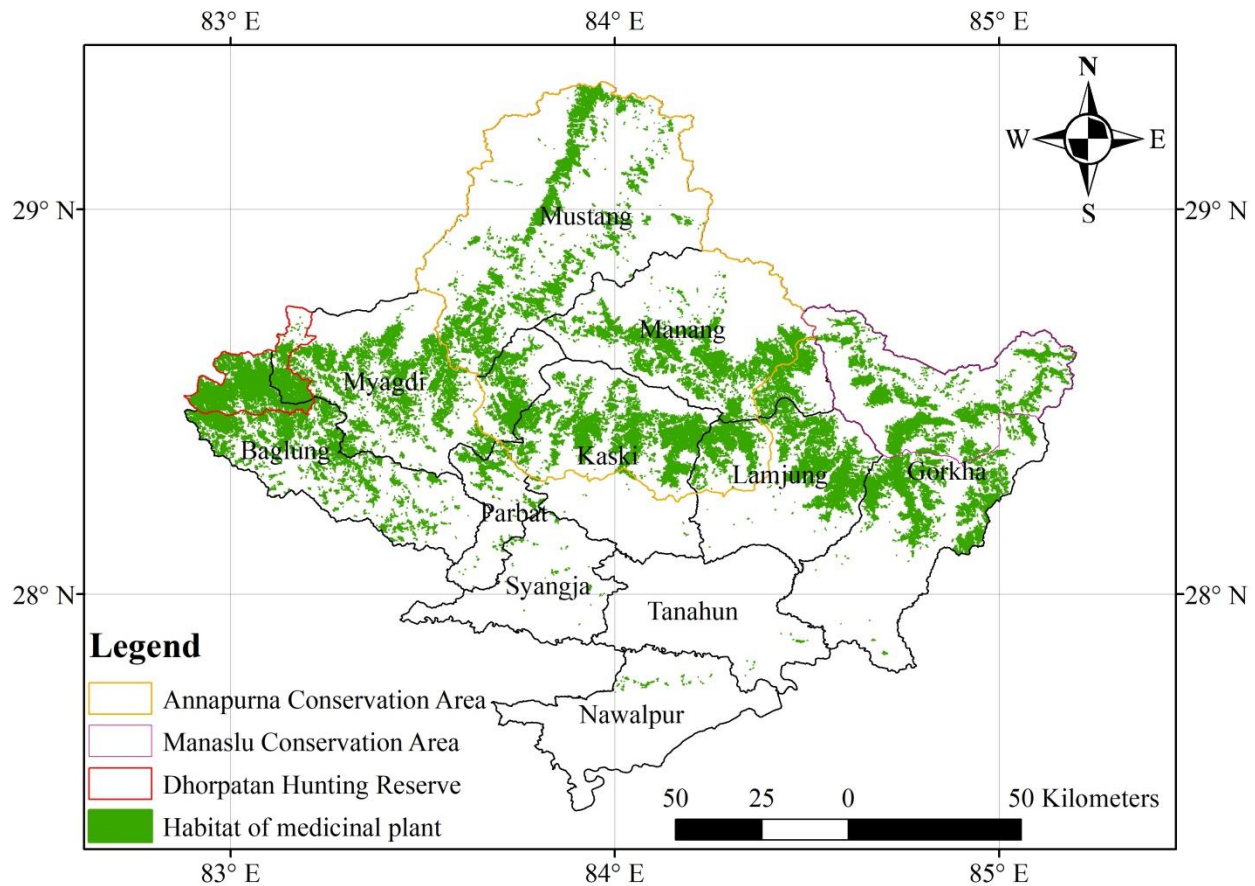 83° E 84° E 85° E
N
W E
S
29° N 29° N
Mustang
Manang
Myagdi
Baglung Kaski Lamjung Gorkha
Parbat
Syangja
28° N 28° N
Tanahun
Legend
Annapurna Conservation Area
Nawalpur
Manaslu Conservation Area
Dhorpatan Hunting Reserve
50 25 0 50 Kilometers
Habitat of medicinal plant
83° E 84° E 85° E